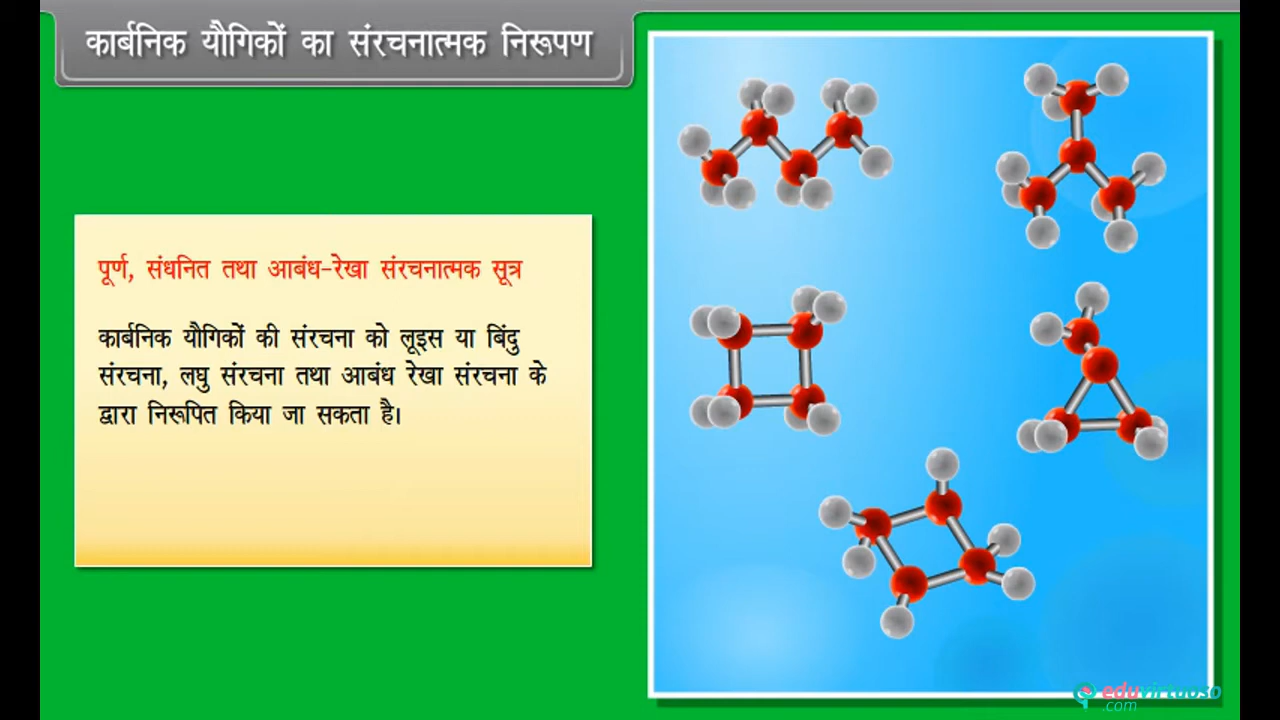 कार्बनिक यौगिकों का संरचनात्मक निरूपण
पूर्ण, संधनित तथा आबंध-रेखा संरचनात्मक सूत्र
कार्बनिक यौगिकों की संरचना को लूइस या बिंदु
संरचना, लघु संरचना तथा आबंध रेखा संरचना के
द्वारा निरूपित किया जा सकता है।
eduvirtuoso
.com